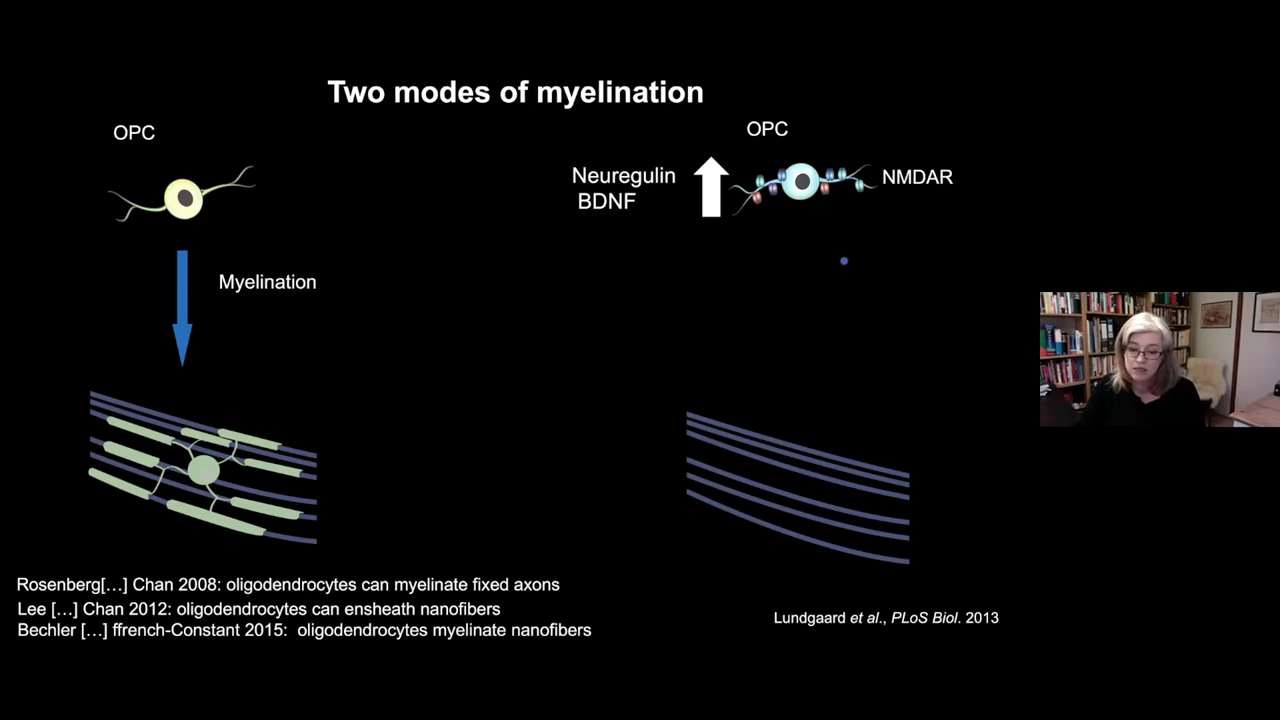 Two modes of myelination
OPC
Myelination
OPC
Neuregulin
BDNF
NMDAR
Rosenberg[…] Chan 2008: oligodendrocytes can myelinate fixed axons
Lee […] Chan 2012: oligodendrocytes can ensheath nanofibers
Bechler […] ffrench-Constant 2015: oligodendrocytes myelinate nanofibers
Lundgaard et al., PLoS Biol. 2013